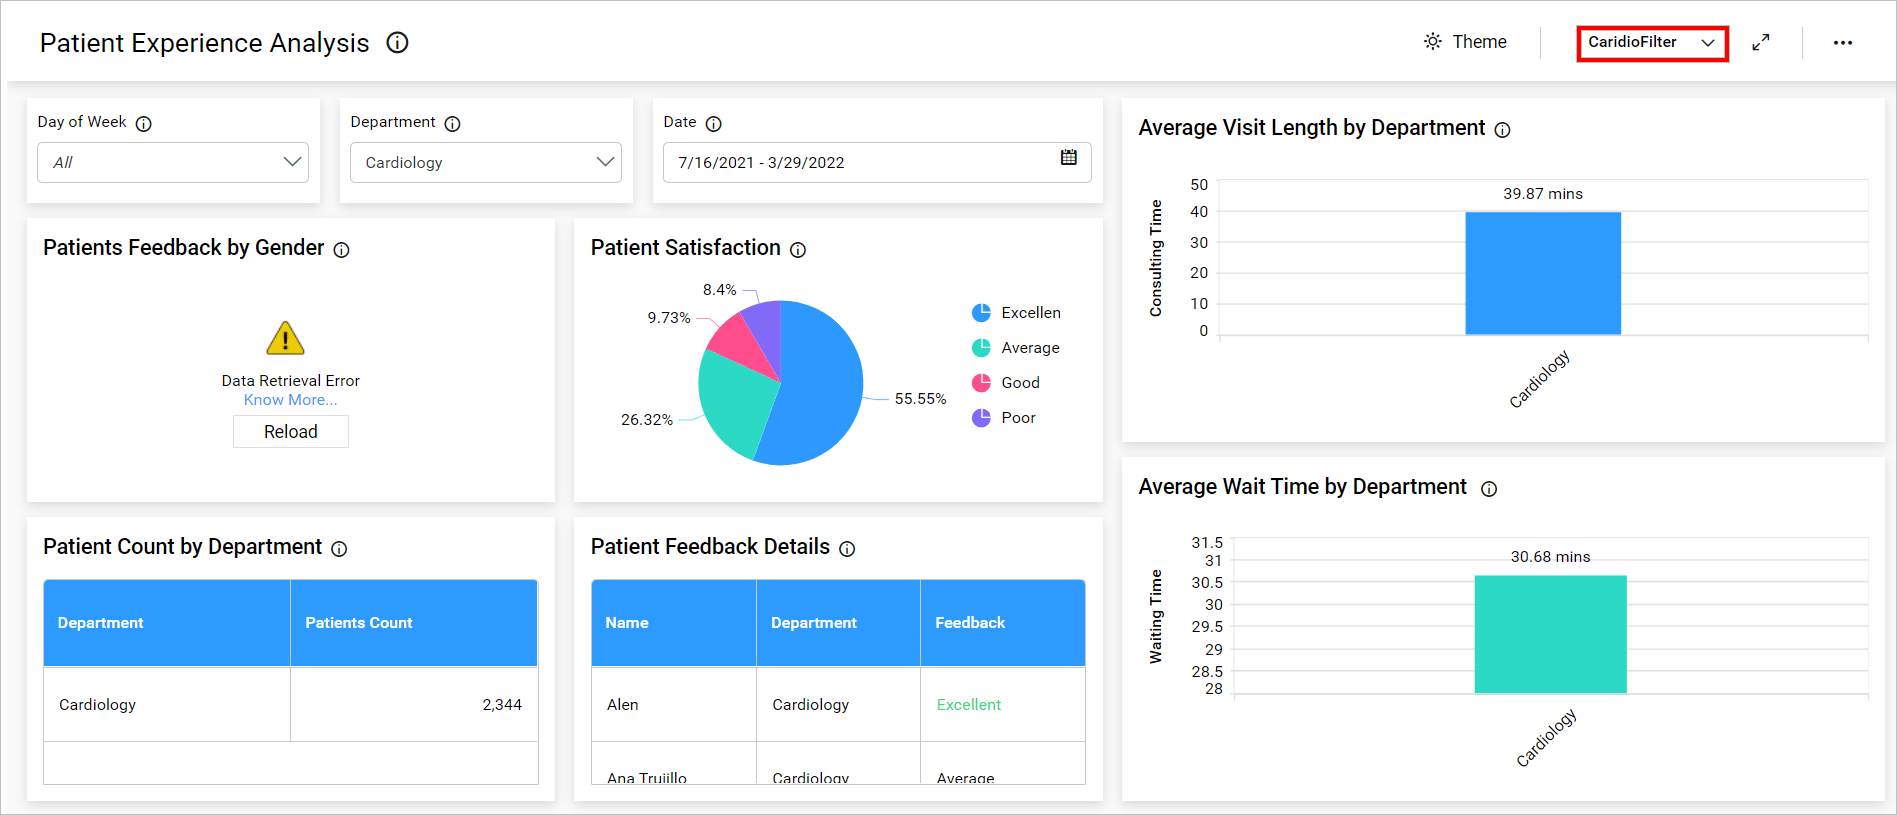 Patient Experience Analysis
Theme
CaridioFilter
Day of Week
All
Department
Cardiology
Date
7/16/2021 - 3/29/2022
Patients Feedback by Gender
Data Retrieval Error
Know More...
Reload
Patient Satisfaction
8.4%
9.73%
26.32%
55.55%
Excellen
Average
Good
Poor
Average Visit Length by Department
Consulting Time
50
40
30
20
10
0
39.87 mins
Cardiology
Patient Count by Department
Department Patients Count
Cardiology 2,344
Patient Feedback Details
Name Department Feedback
Alen Cardiology Excellent
Ana Trujillo Cardiology Average
Average Wait Time by Department
Waiting Time
31.5
31
30.5
30
29.5
29
28.5
28
30.68 mins
Cardiology